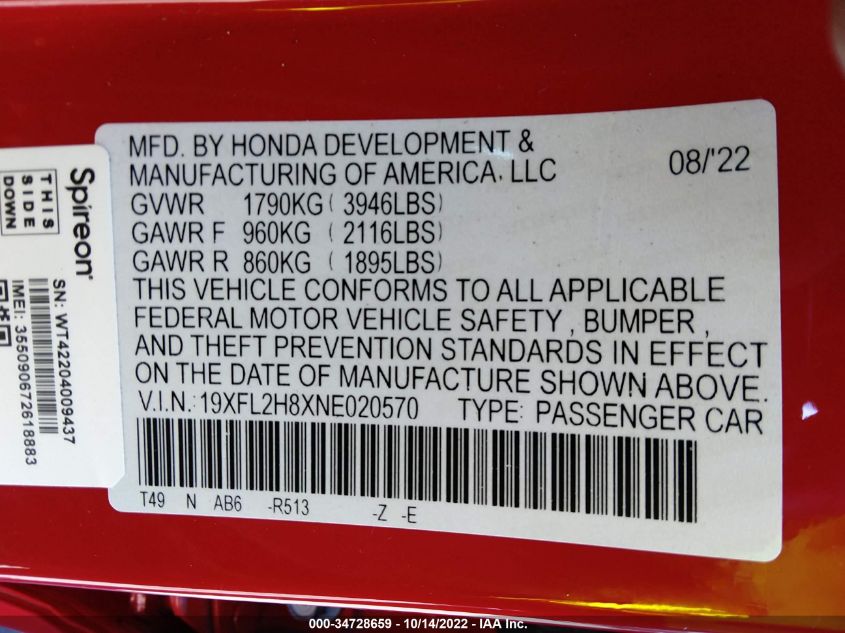 MFD. BY HONDA DEVELOPMENT &
MANUFACTURING OF AMERICA, LLC 08/'22
GVWR 1790KG ( 3946LBS)
GAWR F 960KG ( 2116LBS)
GAWR R 860KG ( 1895LBS)
THIS VEHICLE CONFORMS TO ALL APPLICABLE
FEDERAL MOTOR VEHICLE SAFETY , BUMPER ,
AND THEFT PREVENTION STANDARDS IN EFFECT
ON THE DATE OF MANUFACTURE SHOWN ABOVE.
V.I.N.: 19XFL2H8XNE020570 TYPE: PASSENGER CAR
T49 N AB6 -R513 -Z -E
Spireon
THIS
SIDE
DOWN
SN: WT42204009437
IMEI: 355090672618883
000-34728659 - 10/14/2022 - IAA Inc.